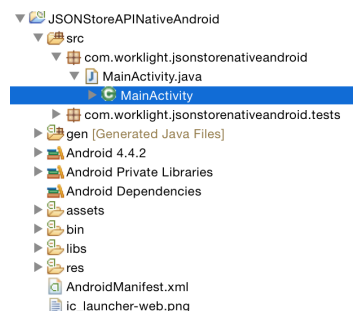 JSONStoreAPINativeAndroid
src
com.worklight.jsonstorenativeandroid
MainActivity.java
MainActivity
com.worklight.jsonstorenativeandroid.tests
gen [Generated Java Files]
Android 4.4.2
Android Private Libraries
Android Dependencies
assets
bin
libs
res
AndroidManifest.xml
ic_launcher-web.png